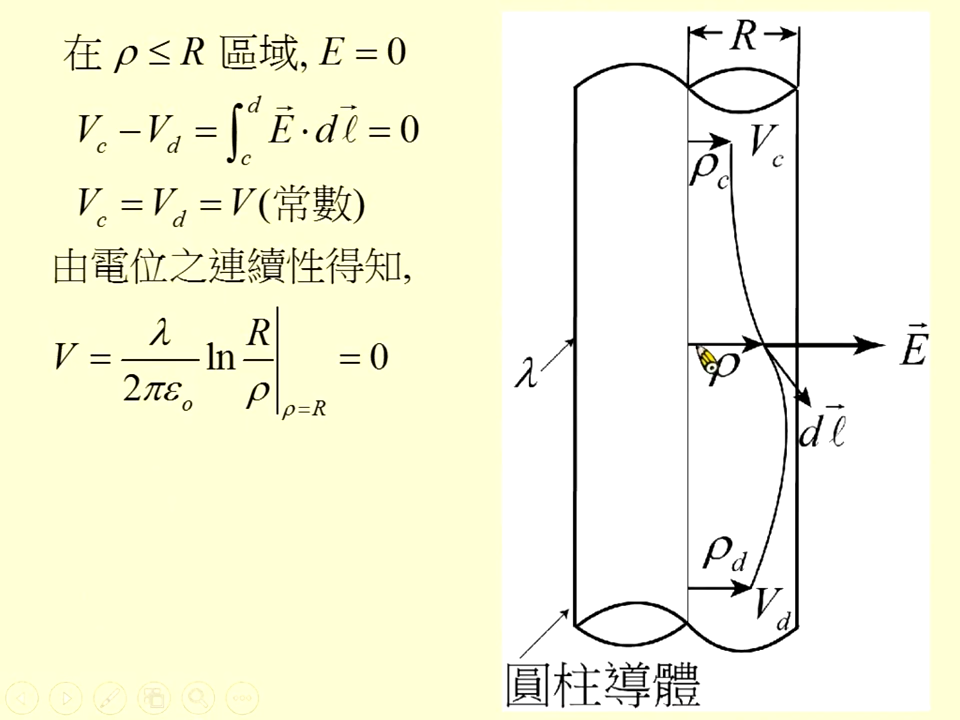 在 ρ ≤ R 區域, E = 0
V_c − V_d = ∫_c^d E⃗ · dℓ⃗ = 0
V_c = V_d = V (常數)
由電位之連續性得知,
V = λ/(2πε_o) ln R/ρ |_{ρ=R} = 0
R
V_c
ρ_c
E⃗
ρ
λ
dℓ⃗
ρ_d
V_d
圓柱導體